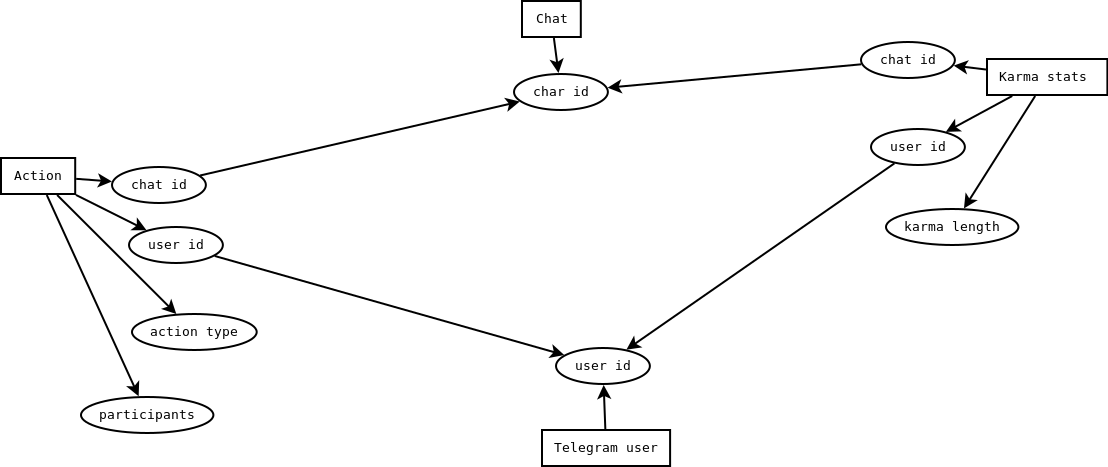 Chat
chat id
Karma stats
char id
user id
Action
chat id
karma length
user id
action type
user id
participants
Telegram user